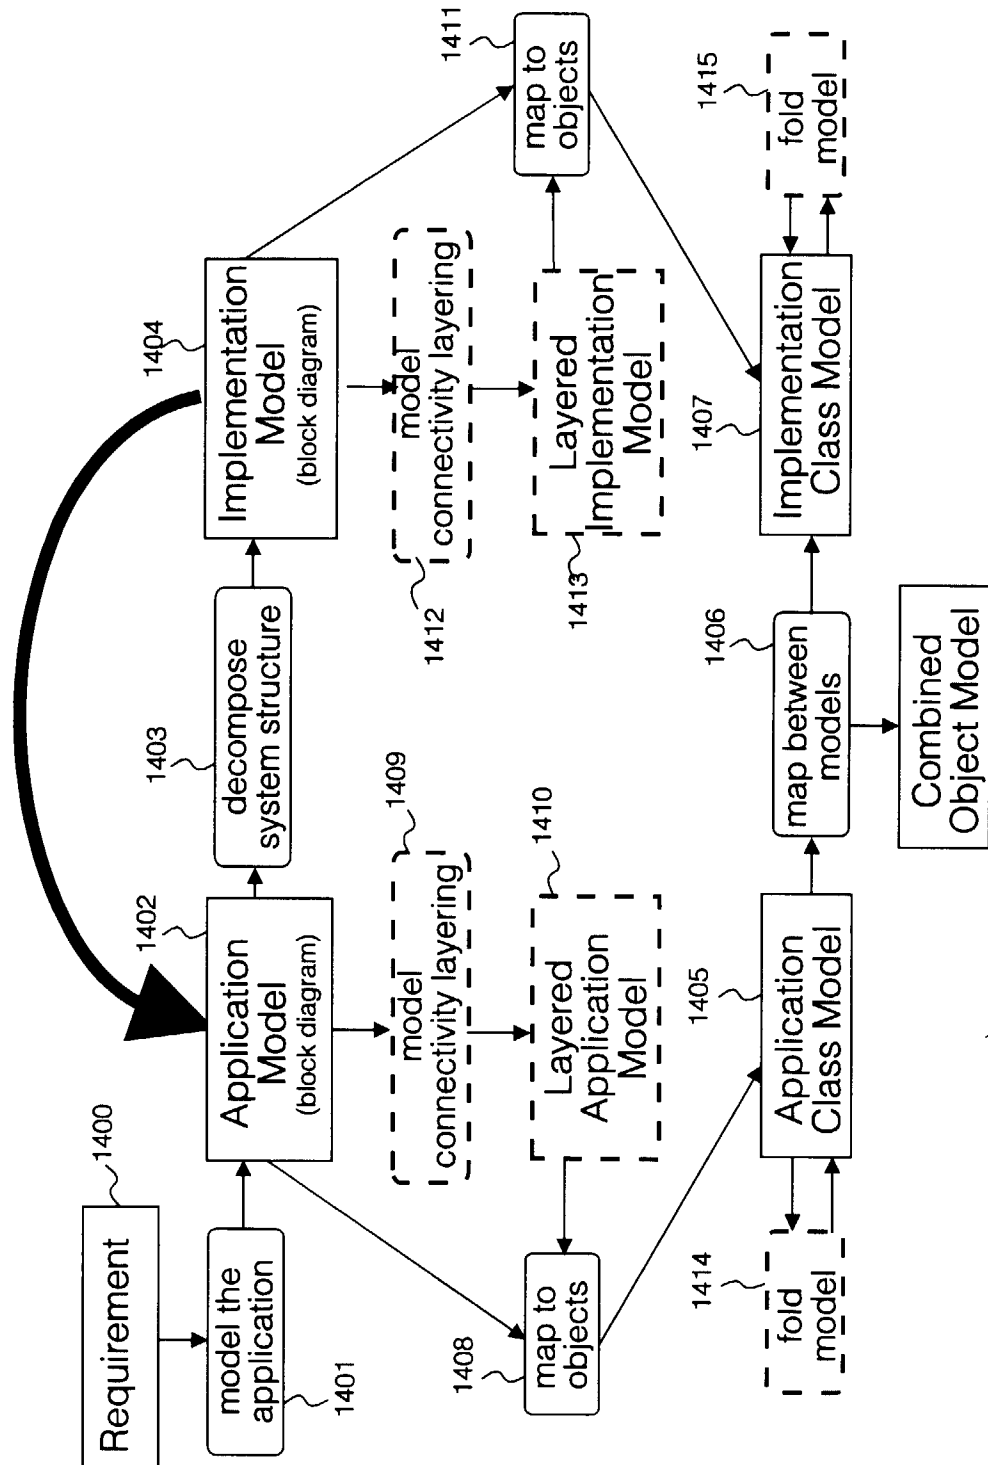 Requirement
1400
model the
application
1401
Application
Model
(block diagram)
1402
decompose
system structure
1403
Implementation
Model
(block diagram)
1404
model
connectivity layering
1409
model
connectivity layering
1412
Layered
Application
Model
1410
Layered
Implementation
Model
1413
map to
objects
1408
map to
objects
1411
fold
model
1414
Application
Class Model
1405
map between
models
1406
Implementation
Class Model
1407
fold
model
1415
Combined
Object Model